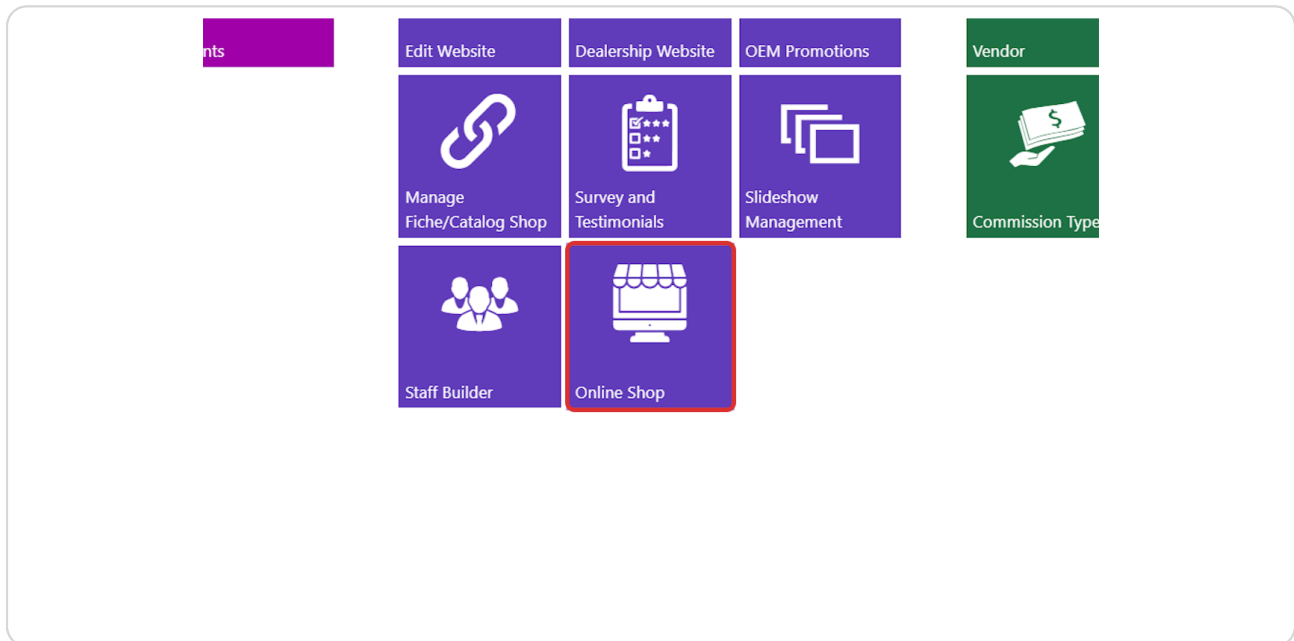 nts
Edit Website
Dealership Website
OEM Promotions
Vendor
$
Manage
Fiche/Catalog Shop
Survey and
Testimonials
Slideshow
Management
Commission Type
Staff Builder
Online Shop